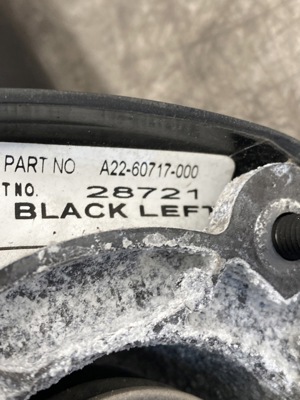 PART NO A22-60717-000
T NO. 28721
BLACK LEFT